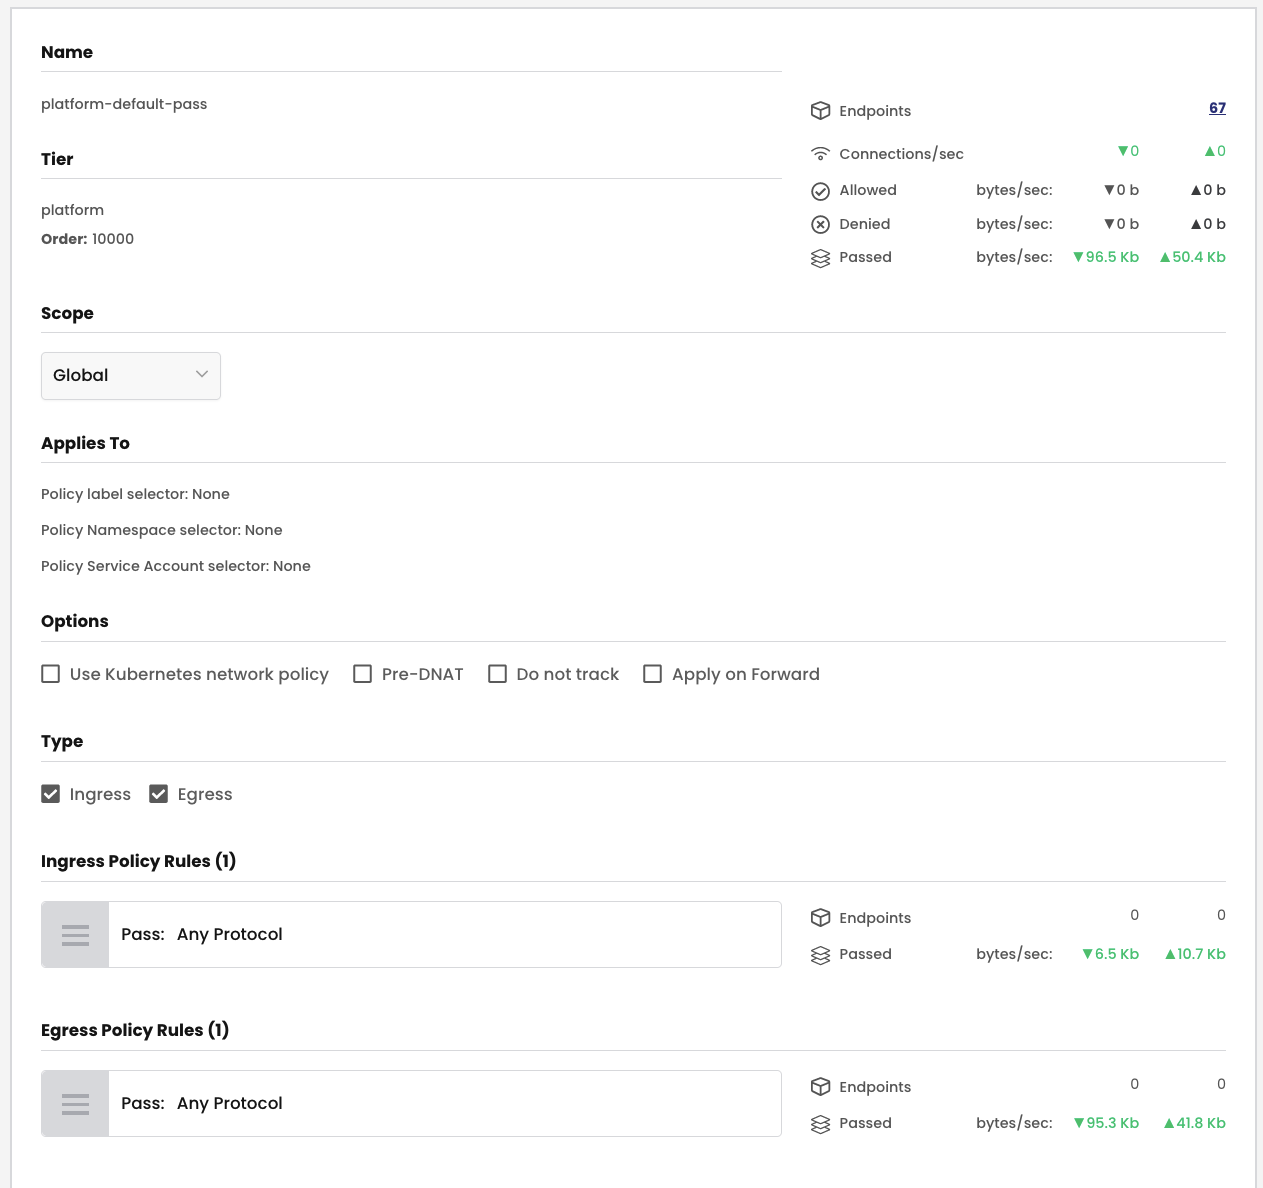 Name
platform-default-pass
Endpoints 67
Connections/sec ▼0 ▲0
Tier
Allowed bytes/sec: ▼0 b ▲0 b
platform
Denied bytes/sec: ▼0 b ▲0 b
Order: 10000
Passed bytes/sec: ▼96.5 Kb ▲50.4 Kb
Scope
Global
Applies To
Policy label selector: None
Policy Namespace selector: None
Policy Service Account selector: None
Options
Use Kubernetes network policy Pre-DNAT Do not track Apply on Forward
Type
Ingress Egress
Ingress Policy Rules (1)
Pass: Any Protocol
Endpoints 0 0
Passed bytes/sec: ▼6.5 Kb ▲10.7 Kb
Egress Policy Rules (1)
Pass: Any Protocol
Endpoints 0 0
Passed bytes/sec: ▼95.3 Kb ▲41.8 Kb